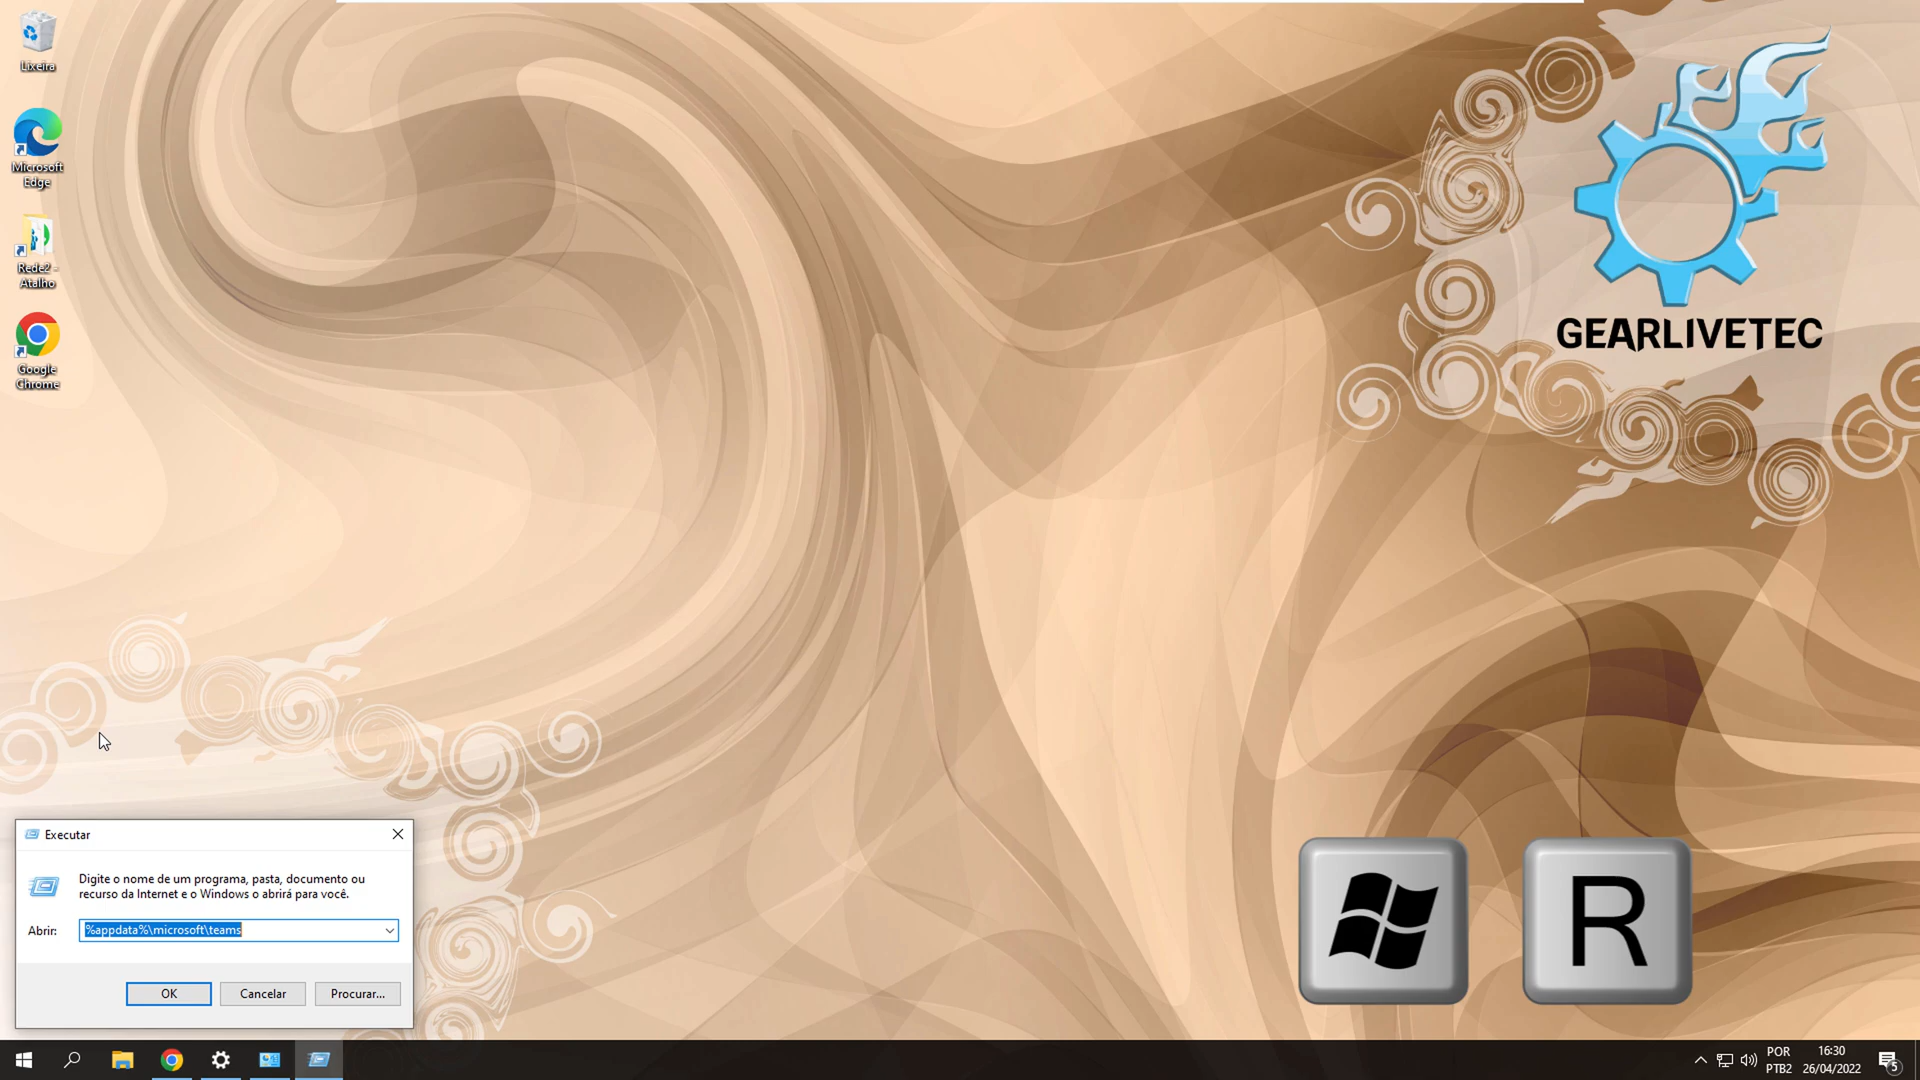 Lixeira
Microsoft
Edge
Rede2 -
Atalho
Google
Chrome
GEARLIVETEC
Executar
Digite o nome de um programa, pasta, documento ou
recurso da Internet e o Windows o abrirá para você.
Abrir:
%appdata%\microsoft\teams
OK
Cancelar
Procurar...
R
POR
PTB2
16:30
26/04/2022
5